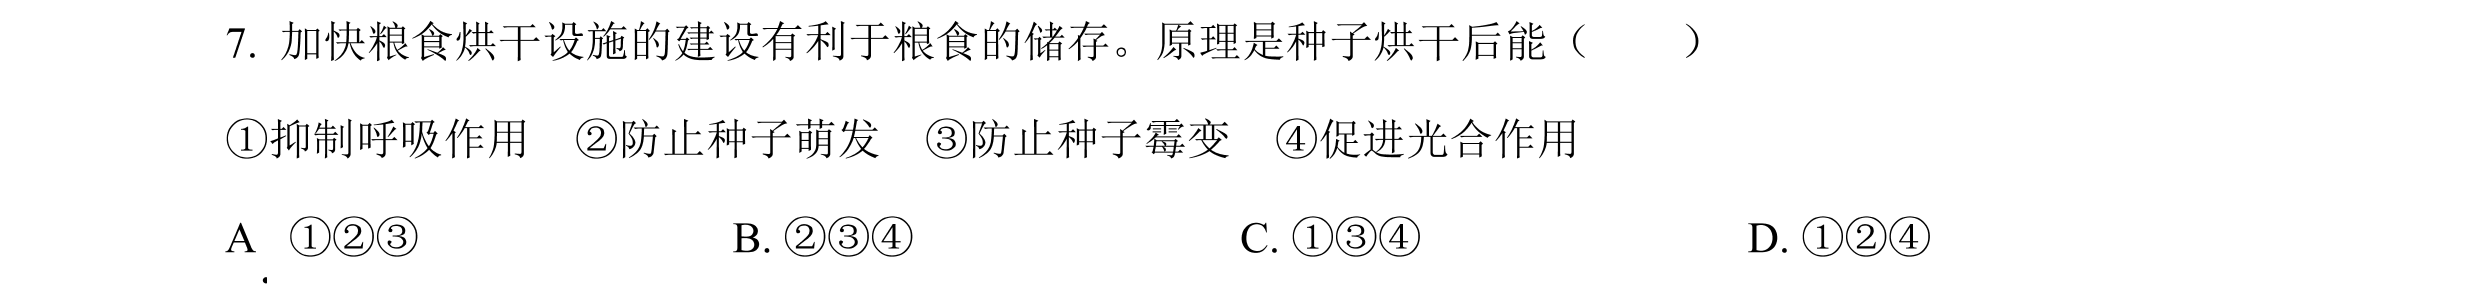 7. 加快粮食烘干设施的建设有利于粮食的储存。原理是种子烘干后能（ ）
①抑制呼吸作用 ②防止种子萌发 ③防止种子霉变 ④促进光合作用
A. ①②③ B. ②③④ C. ①③④ D. ①②④